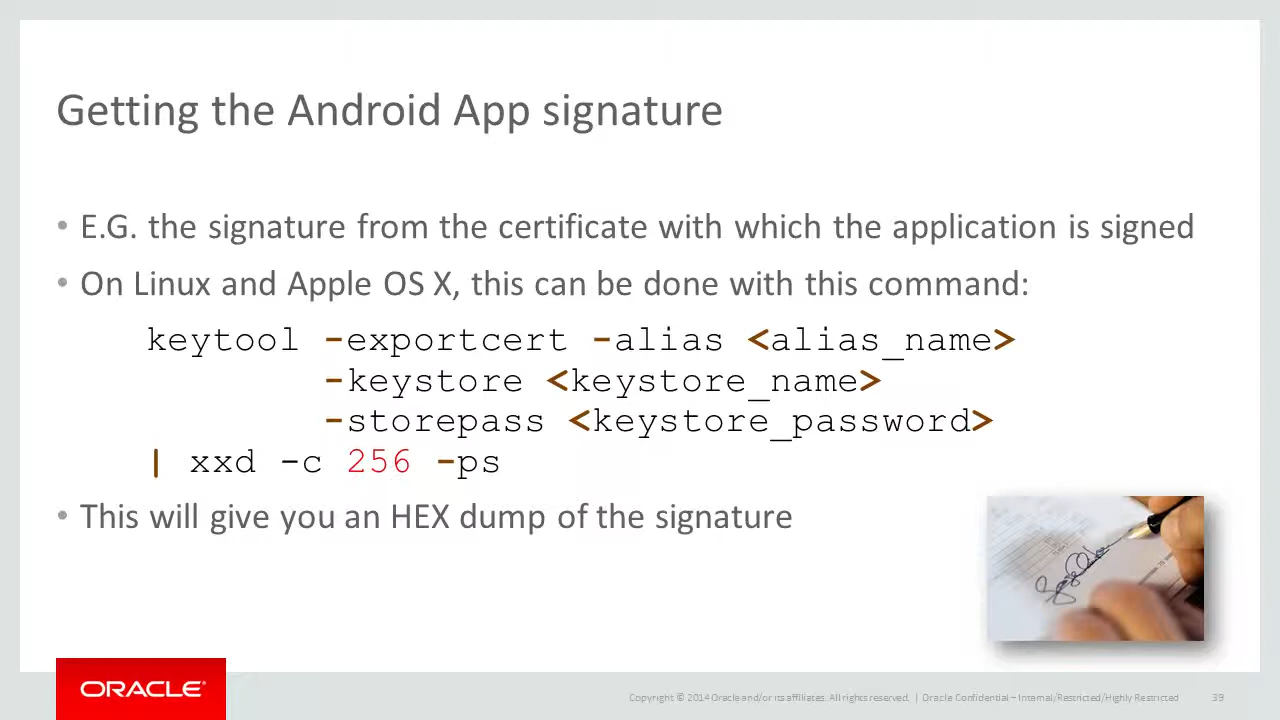 Getting the Android App signature
• E.G. the signature from the certificate with which the application is signed
• On Linux and Apple OS X, this can be done with this command:
keytool -exportcert -alias <alias_name>
-keystore <keystore_name>
-storepass <keystore_password>
| xxd -c 256 -ps
• This will give you an HEX dump of the signature
ORACLE®
Copyright © 2014 Oracle and/or its affiliates. All rights reserved. | Oracle Confidential – Internal/Restricted/Highly Restricted 39